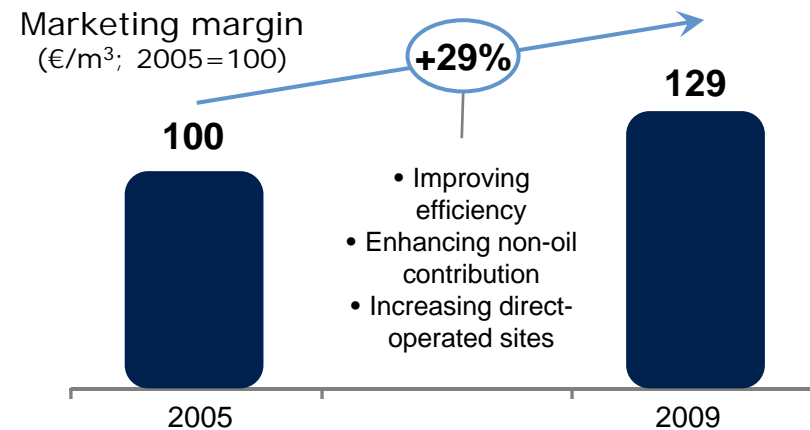 Marketing margin
(€/m³; 2005=100)
+29%
100
129
• Improving
efficiency
• Enhancing non-oil
contribution
• Increasing direct-
operated sites
2005
2009